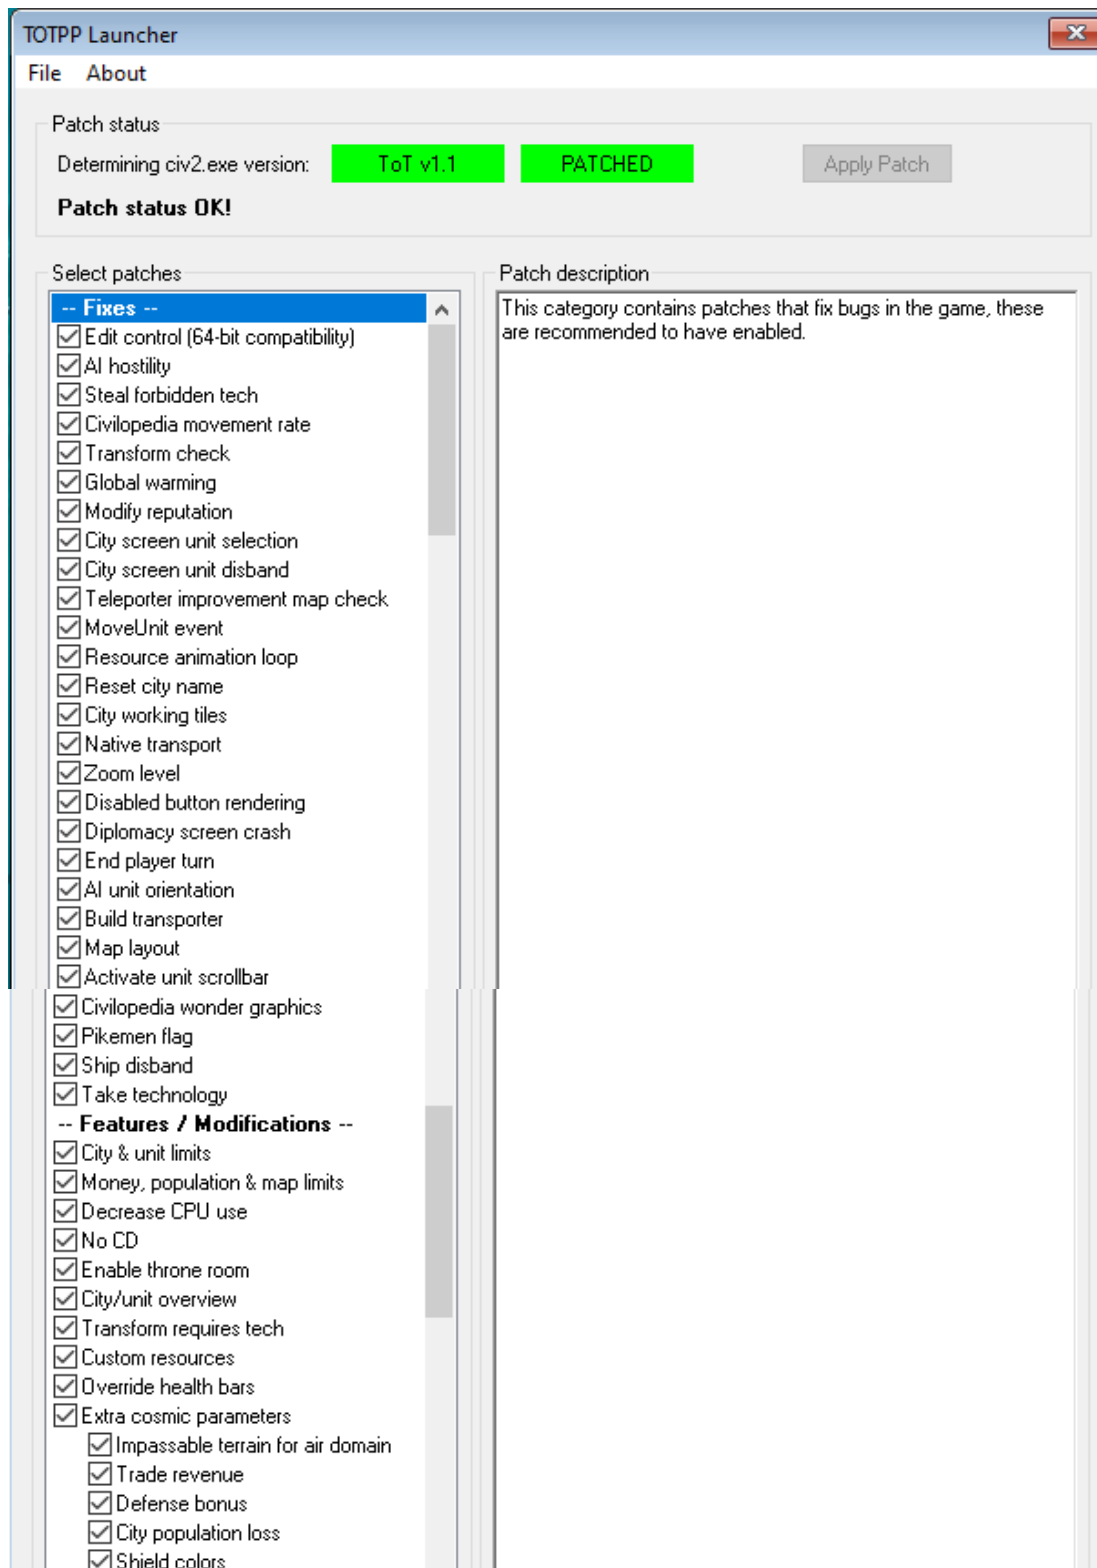 TOTPP Launcher
File About
Patch status
Determining civ2.exe version: ToT v1.1 PATCHED Apply Patch
Patch status OK!
Select patches
-- Fixes --
Edit control (64-bit compatibility)
AI hostility
Steal forbidden tech
Civilopedia movement rate
Transform check
Global warming
Modify reputation
City screen unit selection
City screen unit disband
Teleporter improvement map check
MoveUnit event
Resource animation loop
Reset city name
City working tiles
Native transport
Zoom level
Disabled button rendering
Diplomacy screen crash
End player turn
AI unit orientation
Build transporter
Map layout
Activate unit scrollbar
Civilopedia wonder graphics
Pikemen flag
Ship disband
Take technology
-- Features / Modifications --
City & unit limits
Money, population & map limits
Decrease CPU use
No CD
Enable throne room
City/unit overview
Transform requires tech
Custom resources
Override health bars
Extra cosmic parameters
Impassable terrain for air domain
Trade revenue
Defense bonus
City population loss
Shield colors
Patch description
This category contains patches that fix bugs in the game, these
are recommended to have enabled.